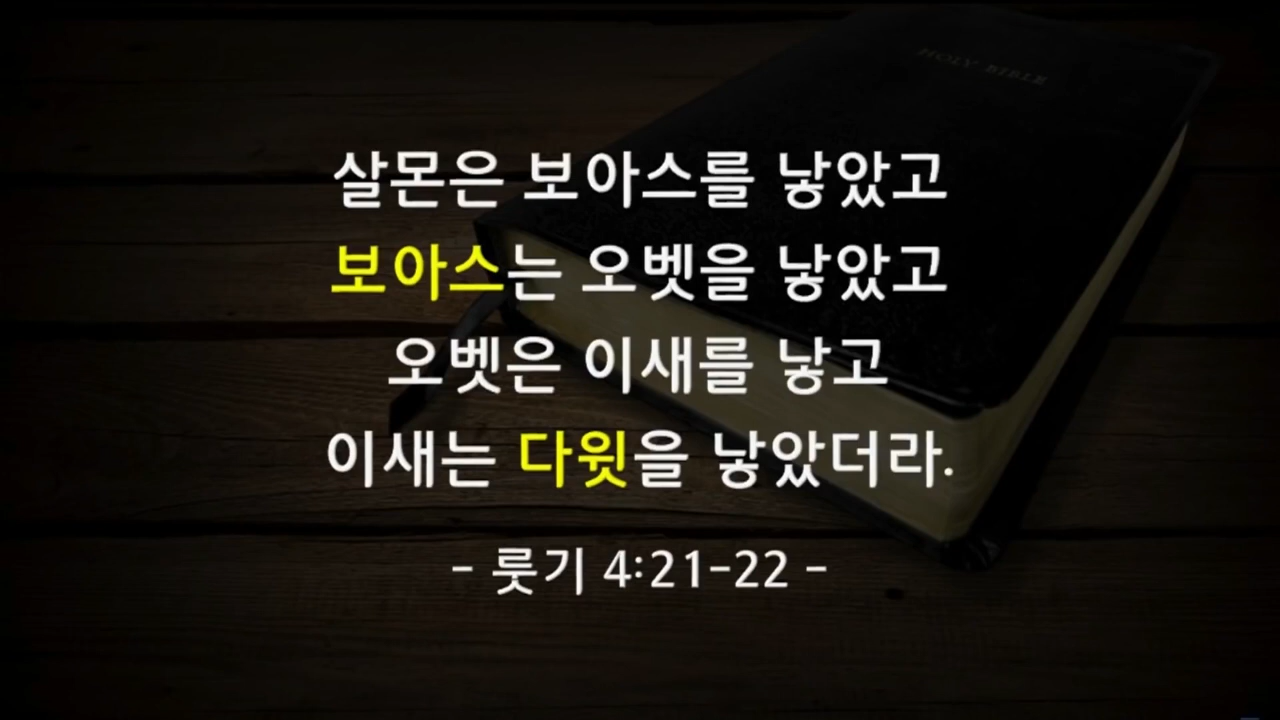 HOLY BIBLE
살몬은 보아스를 낳았고
보아스는 오벳을 낳았고
오벳은 이새를 낳고
이새는 다윗을 낳았더라.
- 룻기 4:21-22 -